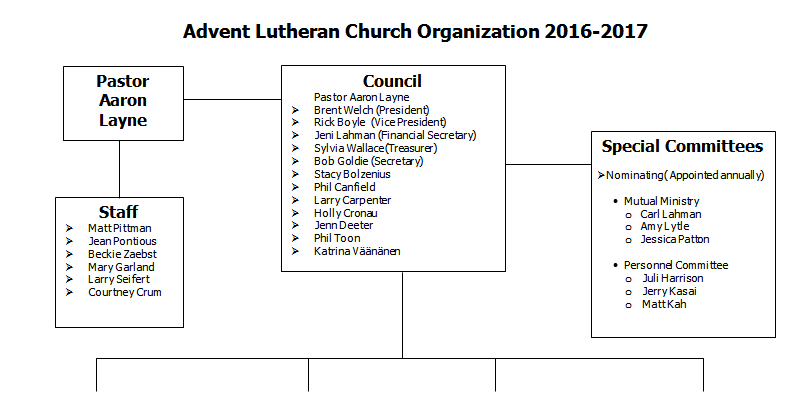 Advent Lutheran Church Organization 2016-2017
Pastor
Aaron
Layne
Council
Pastor Aaron Layne
Brent Welch (President)
Rick Boyle (Vice President)
Jeni Lahman (Financial Secretary)
Sylvia Wallace(Treasurer)
Bob Goldie (Secretary)
Stacy Bolzenius
Phil Canfield
Larry Carpenter
Holly Cronau
Jenn Deeter
Phil Toon
Katrina Väänänen
Special Committees
Nominating( Appointed annually)
Mutual Ministry
Carl Lahman
Amy Lytle
Jessica Patton
Personnel Committee
Juli Harrison
Jerry Kasai
Matt Kah
Staff
Matt Pittman
Jean Pontious
Beckie Zaebst
Mary Garland
Larry Seifert
Courtney Crum